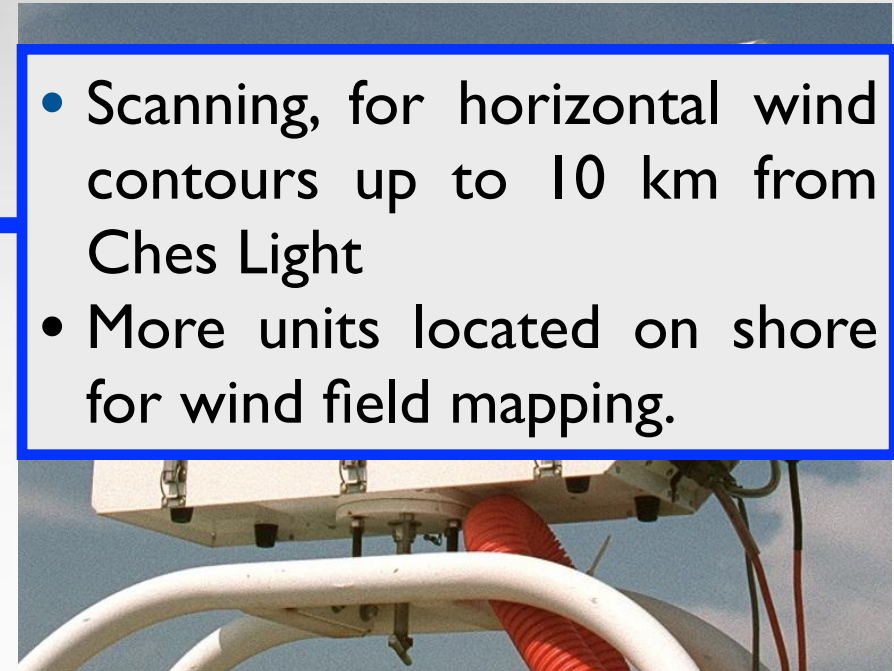 • Scanning, for horizontal wind
contours up to 10 km from
Ches Light
• More units located on shore
for wind field mapping.